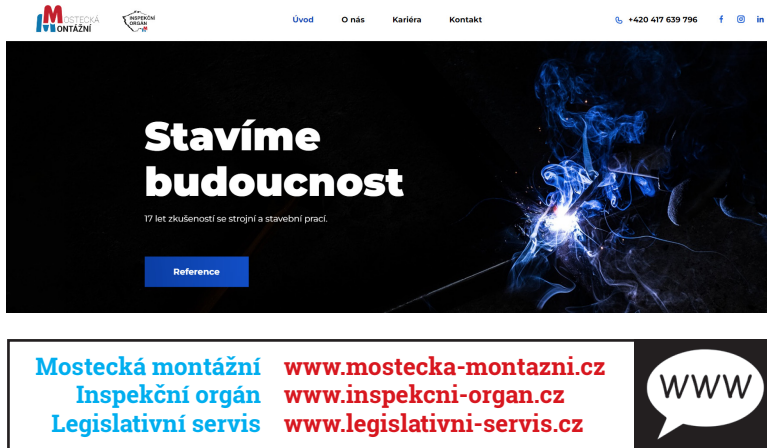 MOSTECKÁ
MONTÁŽNÍ
INSPEKČNÍ
ORGÁN
Úvod O nás Kariéra Kontakt
+420 417 639 796
f in
Stavíme
budoucnost
17 let zkušeností se strojní a stavební prací.
Reference
Mostecká montážní www.mostecka-montazni.cz
Inspekční orgán www.inspekcni-organ.cz
Legislativní servis www.legislativni-servis.cz
WWW